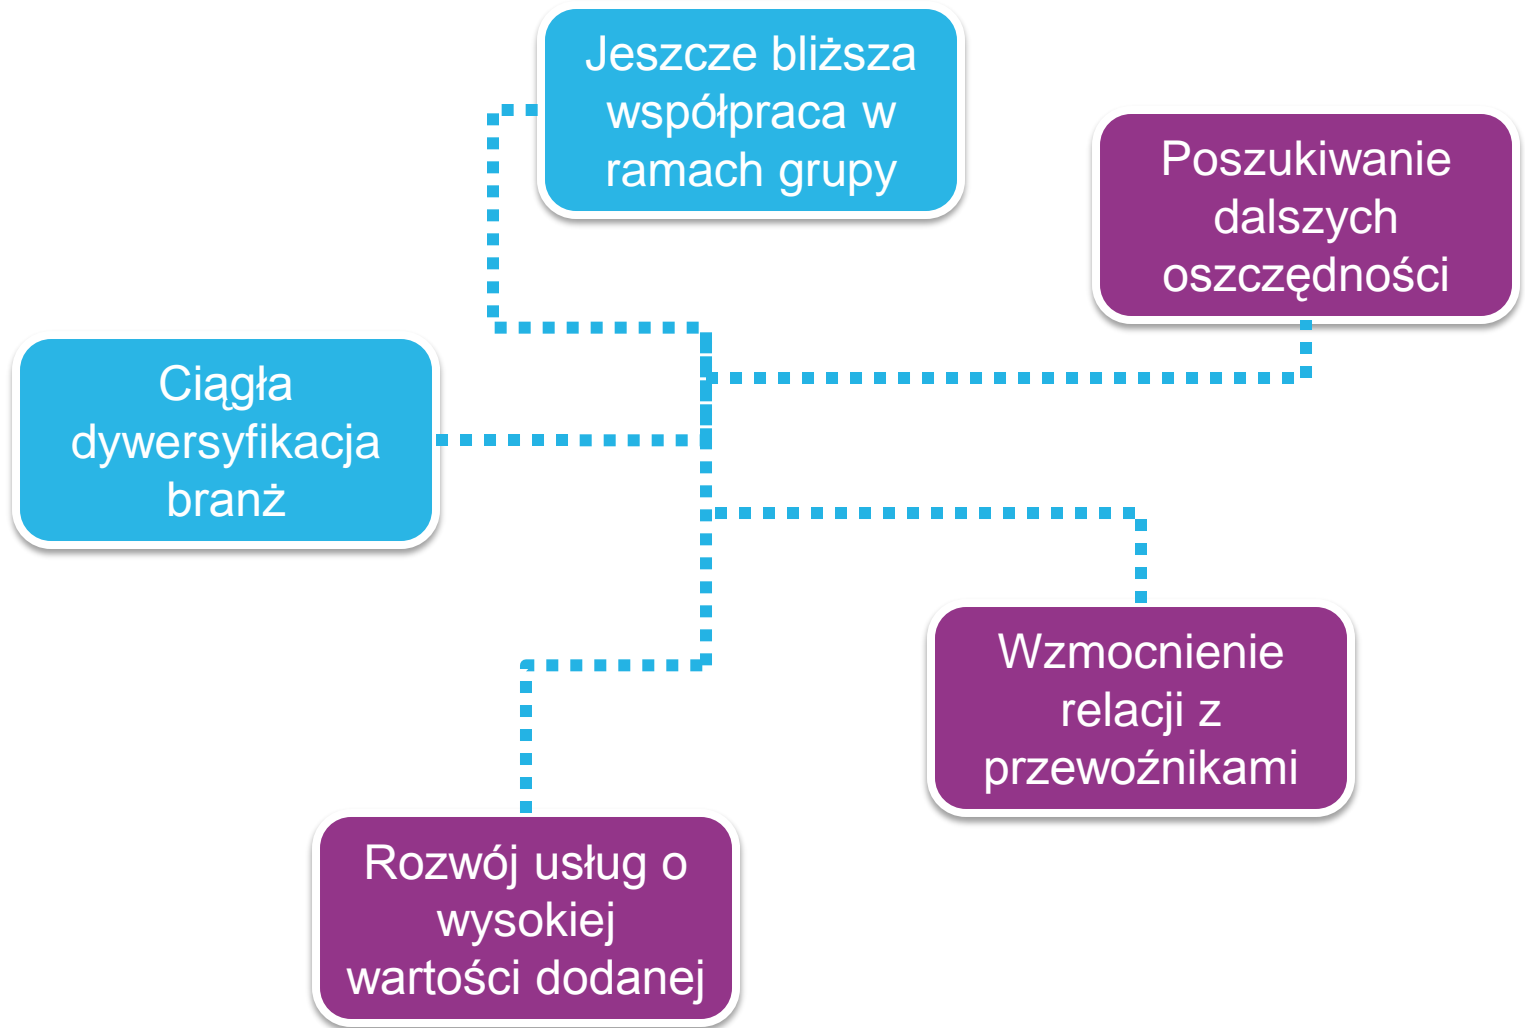 Jeszcze bliższa
współpraca w
ramach grupy
Poszukiwanie
dalszych
oszczędności
Ciągła
dywersyfikacja
branż
Wzmocnienie
relacji z
przewoźnikami
Rozwój usług o
wysokiej
wartości dodanej